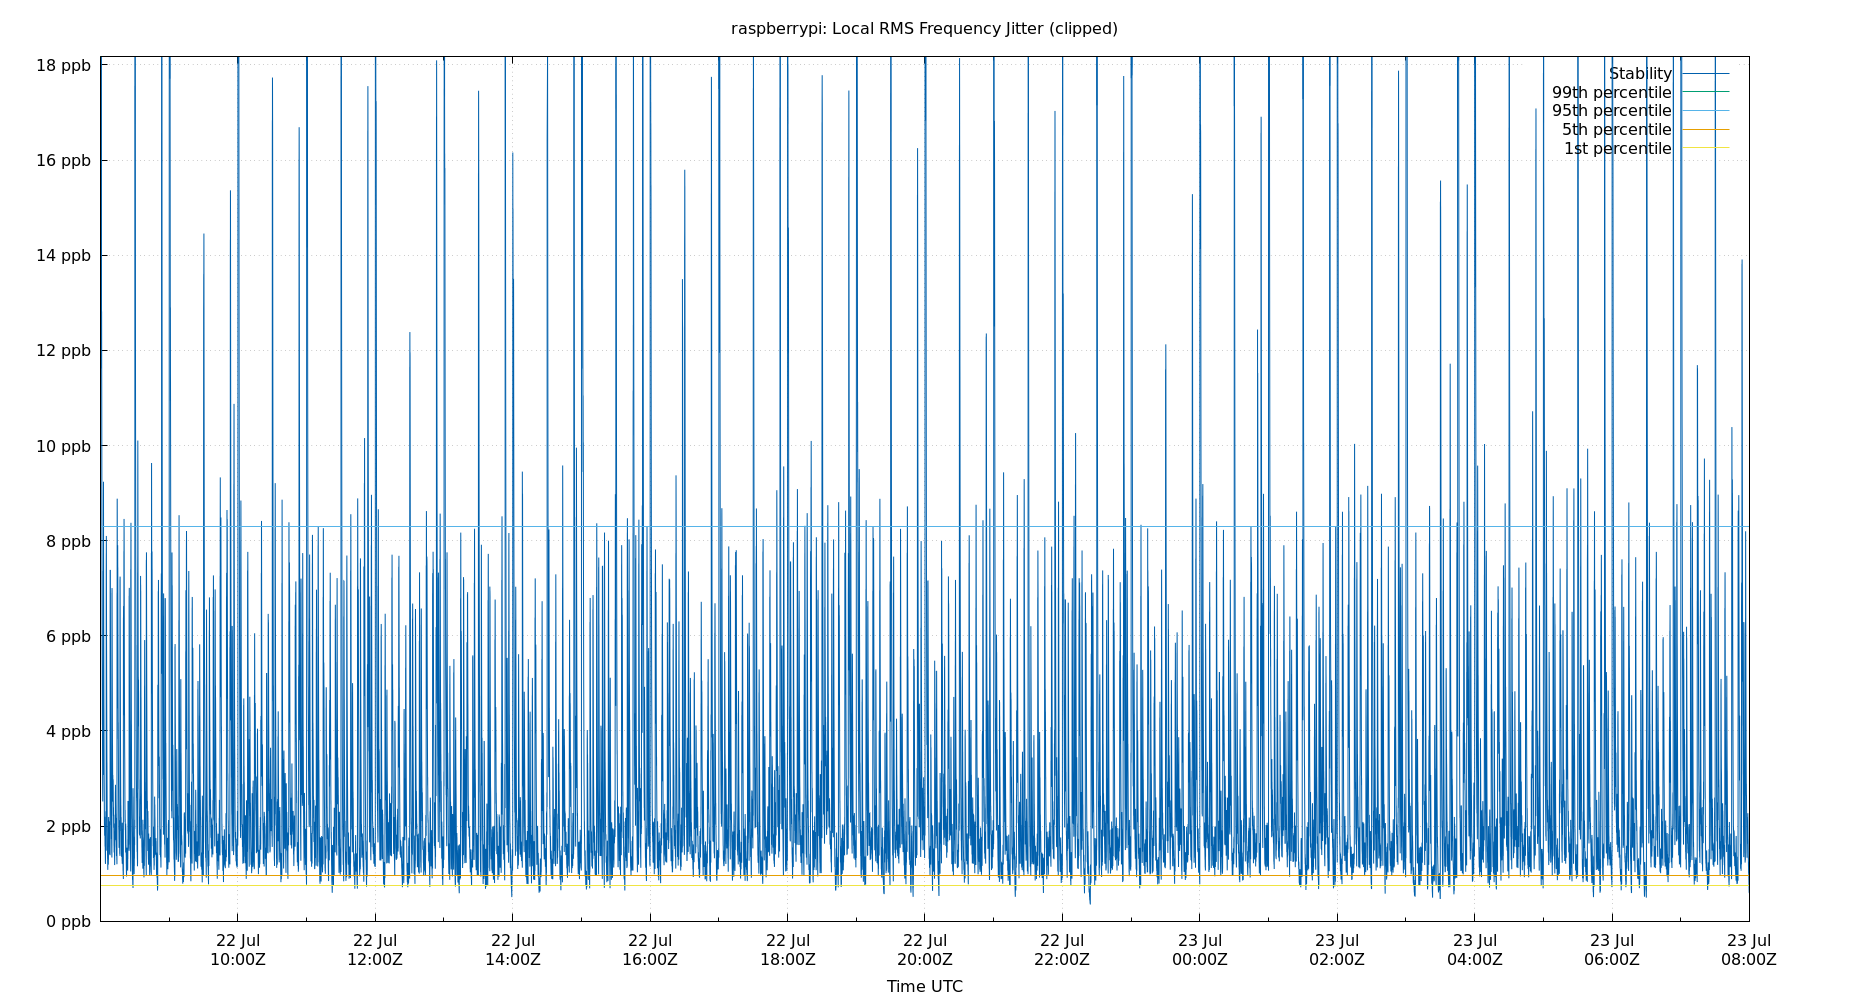 raspberrypi: Local RMS Frequency Jitter (clipped)
18 ppb
16 ppb
14 ppb
12 ppb
10 ppb
8 ppb
6 ppb
4 ppb
2 ppb
0 ppb
Stability
99th percentile
95th percentile
5th percentile
1st percentile
22 Jul 22 Jul 22 Jul 22 Jul 22 Jul 22 Jul 22 Jul 23 Jul 23 Jul 23 Jul 23 Jul 23 Jul
10:00Z 12:00Z 14:00Z 16:00Z 18:00Z 20:00Z 22:00Z 00:00Z 02:00Z 04:00Z 06:00Z 08:00Z
Time UTC